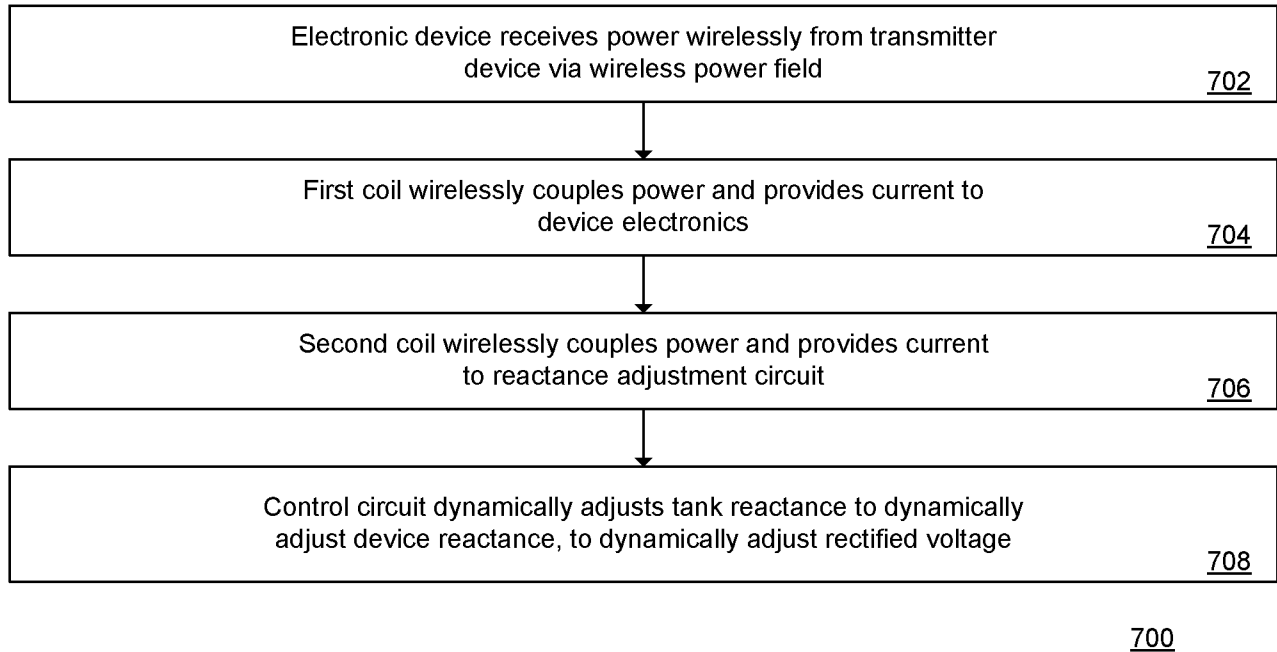 Electronic device receives power wirelessly from transmitter
device via wireless power field
702
First coil wirelessly couples power and provides current to
device electronics
704
Second coil wirelessly couples power and provides current
to reactance adjustment circuit
706
Control circuit dynamically adjusts tank reactance to dynamically
adjust device reactance, to dynamically adjust rectified voltage
708
700